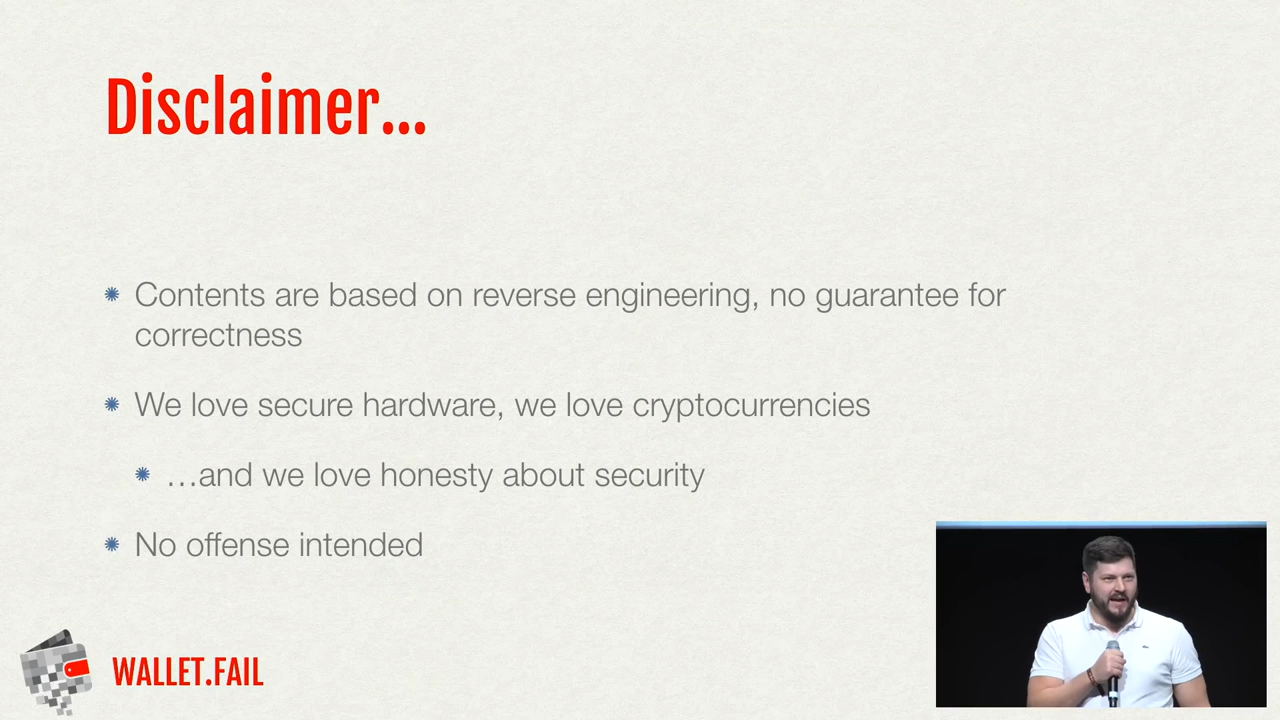 Disclaimer...
Contents are based on reverse engineering, no guarantee for
correctness
We love secure hardware, we love cryptocurrencies
…and we love honesty about security
No offense intended
WALLET.FAIL